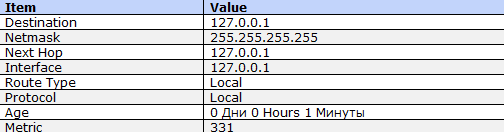 Item Value
Destination 127.0.0.1
Netmask 255.255.255.255
Next Hop 127.0.0.1
Interface 127.0.0.1
Route Type Local
Protocol Local
Age 0 Дни 0 Hours 1 Минуты
Metric 331